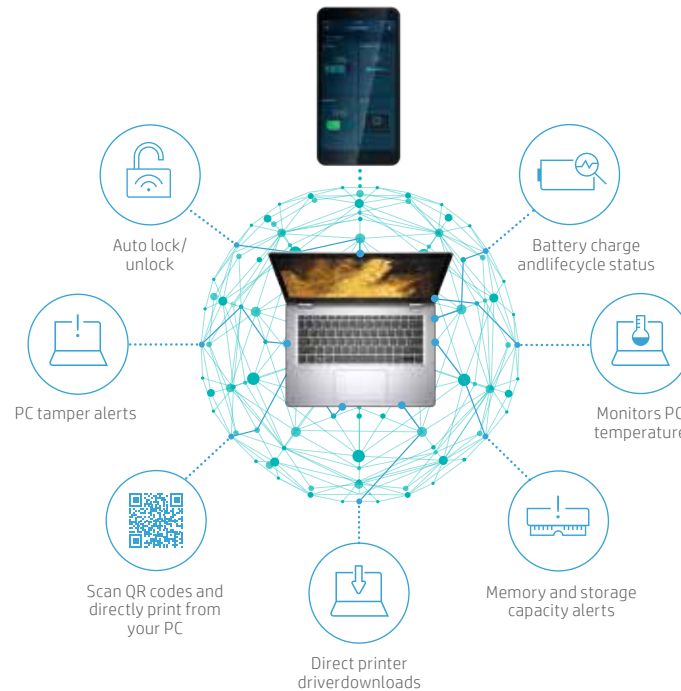 Auto lock/
unlock
Battery charge
andlifecycle status
PC tamper alerts
Monitors PC
temperature
Scan QR codes and
directly print from
your PC
Memory and storage
capacity alerts
Direct printer
driverdownloads